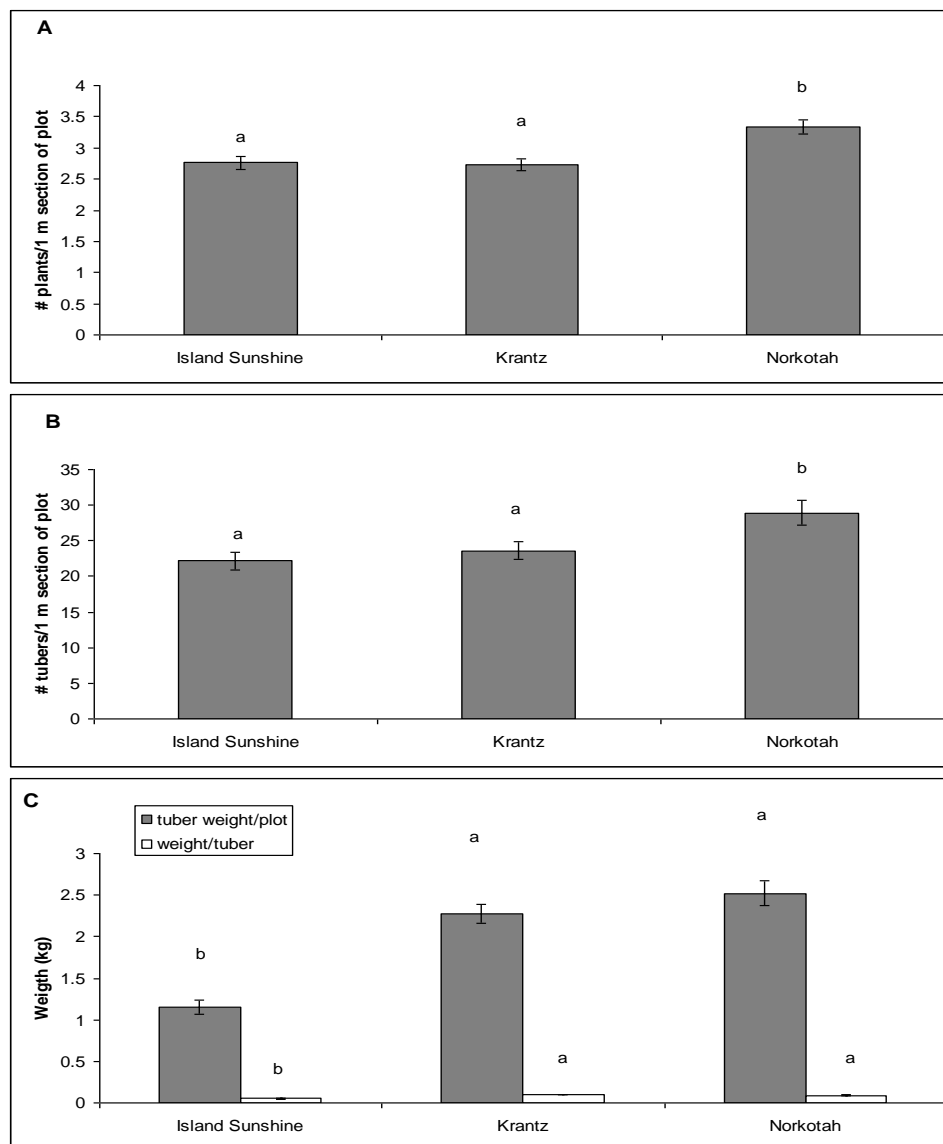 A
# plants/1 m section of plot
4
3.5
3
2.5
2
1.5
1
0.5
0
a
a
b
Island Sunshine
Krantz
Norkotah
B
# tubers/1 m section of plot
35
30
25
20
15
10
5
0
a
a
b
Island Sunshine
Krantz
Norkotah
C
tuber weight/plot
weight/tuber
Weigth (kg)
3
2.5
2
1.5
1
0.5
0
b
b
a
a
a
a
Island Sunshine
Krantz
Norkotah